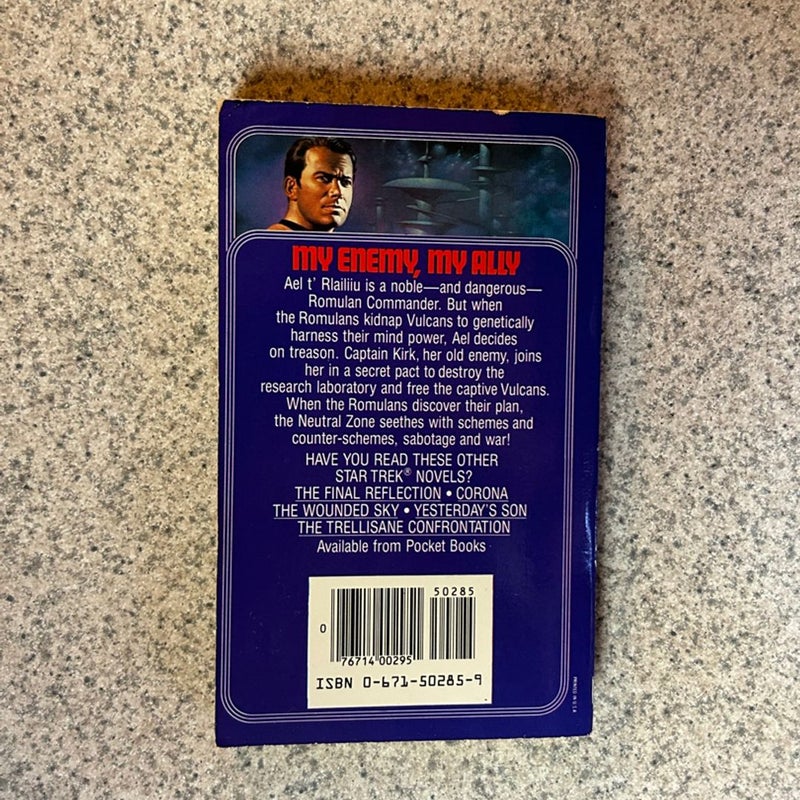 MY ENEMY, MY ALLY
Ael t' Rlailiiu is a noble—and dangerous—
Romulan Commander. But when
the Romulans kidnap Vulcans to genetically
harness their mind power, Ael decides
on treason. Captain Kirk, her old enemy, joins
her in a secret pact to destroy the
research laboratory and free the captive Vulcans.
When the Romulans discover their plan,
the Neutral Zone seethes with schemes and
counter-schemes, sabotage and war!
HAVE YOU READ THESE OTHER
STAR TREK® NOVELS?
THE FINAL REFLECTION • CORONA
THE WOUNDED SKY • YESTERDAY'S SON
THE TRELLISANE CONFRONTATION
Available from Pocket Books
50285
0
76714 00295
ISBN 0-671-50285-9
PRINTED IN U.S.A.